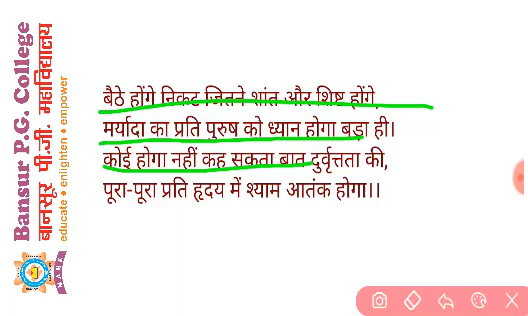 Bansur P.G. College
बानसूर पी.जी. महाविद्यालय
educate • enlighten • empower
बैठे होंगे निकट जितने शांत और शिष्ट होंगे,
मर्यादा का प्रति पुरुष को ध्यान होगा बड़ा ही।
कोई होगा नहीं कह सकता बात दुर्वृत्तता की,
पूरा-पूरा प्रति हृदय में श्याम आतंक होगा।।